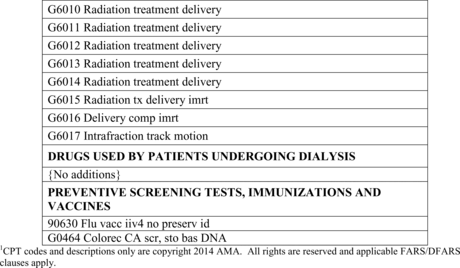 G6010 Radiation treatment delivery
G6011 Radiation treatment delivery
G6012 Radiation treatment delivery
G6013 Radiation treatment delivery
G6014 Radiation treatment delivery
G6015 Radiation tx delivery imrt
G6016 Delivery comp imrt
G6017 Intrafraction track motion
DRUGS USED BY PATIENTS UNDERGOING DIALYSIS
{No additions}
PREVENTIVE SCREENING TESTS, IMMUNIZATIONS AND
VACCINES
90630 Flu vacc iiv4 no preserv id
G0464 Colorec CA scr, sto bas DNA
1CPT codes and descriptions only are copyright 2014 AMA. All rights are reserved and applicable FARS/DFARS
clauses apply.